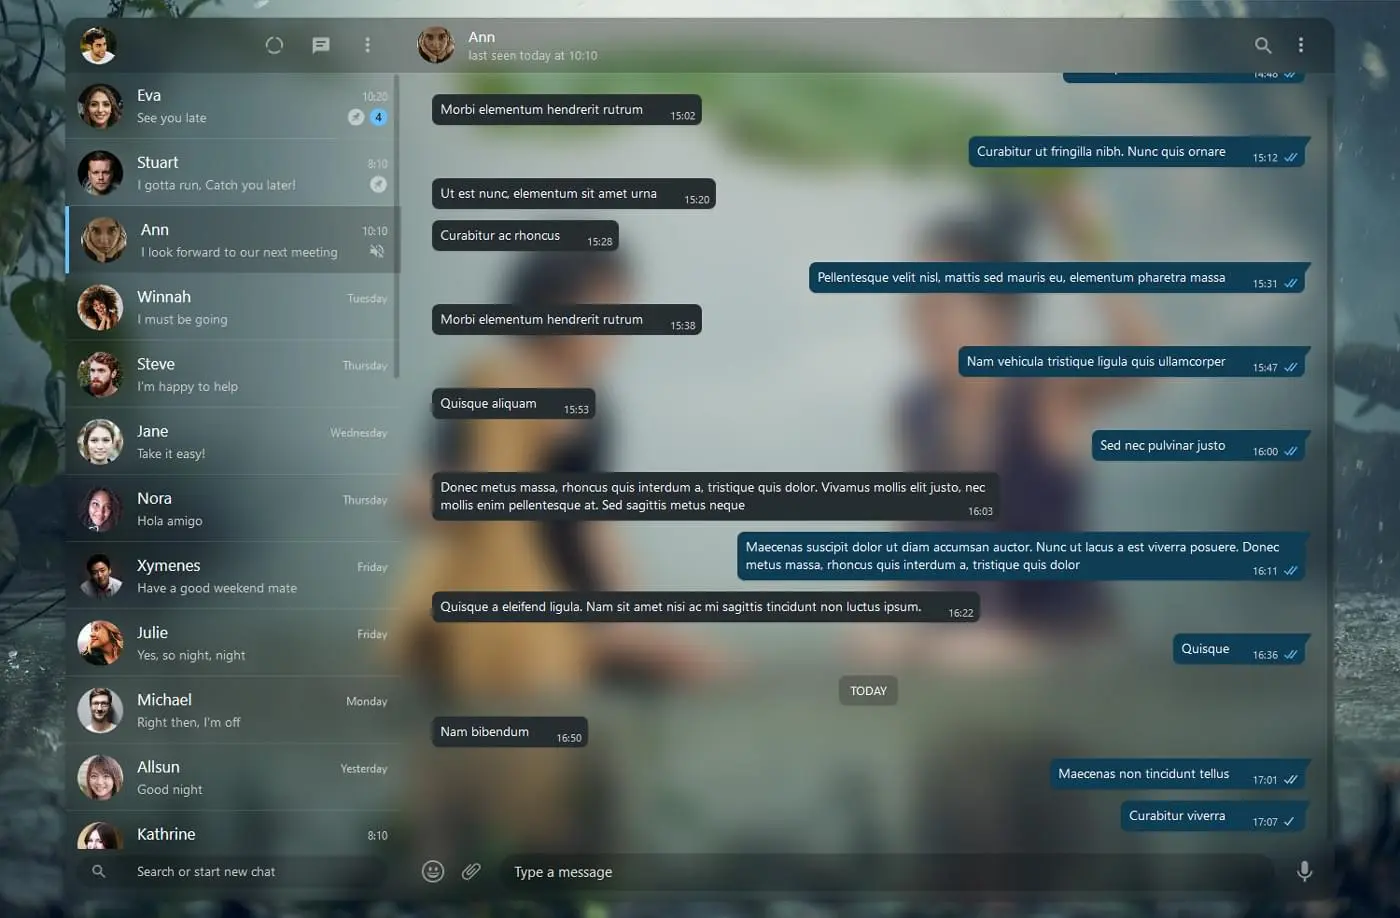 Ann
last seen today at 10:10
Eva
10:20
See you late
4
Stuart
8:10
I gotta run, Catch you later!
Ann
10:10
I look forward to our next meeting
Winnah
Tuesday
I must be going
Steve
Thursday
I'm happy to help
Jane
Wednesday
Take it easy!
Nora
Thursday
Hola amigo
Xymenes
Friday
Have a good weekend mate
Julie
Friday
Yes, so night, night
Michael
Monday
Right then, I'm off
Allsun
Yesterday
Good night
Kathrine
8:10
Search or start new chat
14:48
Morbi elementum hendrerit rutrum 15:02
Curabitur ut fringilla nibh. Nunc quis ornare 15:12
Ut est nunc, elementum sit amet urna 15:20
Curabitur ac rhoncus 15:28
Pellentesque velit nisl, mattis sed mauris eu, elementum pharetra massa 15:31
Morbi elementum hendrerit rutrum 15:38
Nam vehicula tristique ligula quis ullamcorper 15:47
Quisque aliquam 15:53
Sed nec pulvinar justo 16:00
Donec metus massa, rhoncus quis interdum a, tristique quis dolor. Vivamus mollis elit justo, nec
mollis enim pellentesque at. Sed sagittis metus neque 16:03
Maecenas suscipit dolor ut diam accumsan auctor. Nunc ut lacus a est viverra posuere. Donec
metus massa, rhoncus quis interdum a, tristique quis dolor 16:11
Quisque a eleifend ligula. Nam sit amet nisi ac mi sagittis tincidunt non luctus ipsum. 16:22
Quisque 16:36
TODAY
Nam bibendum 16:50
Maecenas non tincidunt tellus 17:01
Curabitur viverra 17:07
Type a message